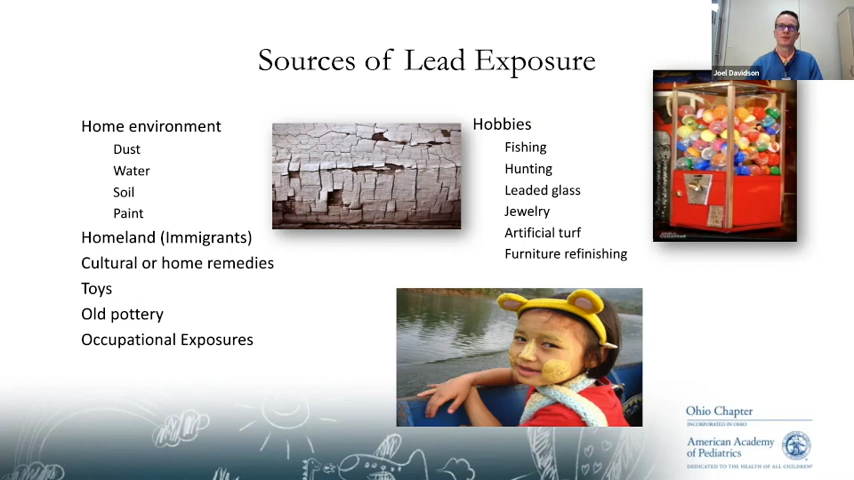 Sources of Lead Exposure
Joel Davidson
Home environment
Dust
Water
Soil
Paint
Homeland (Immigrants)
Cultural or home remedies
Toys
Old pottery
Occupational Exposures
Hobbies
Fishing
Hunting
Leaded glass
Jewelry
Artificial turf
Furniture refinishing
Ohio Chapter
INCORPORATED IN OHIO
American Academy
of Pediatrics
DEDICATED TO THE HEALTH OF ALL CHILDREN®